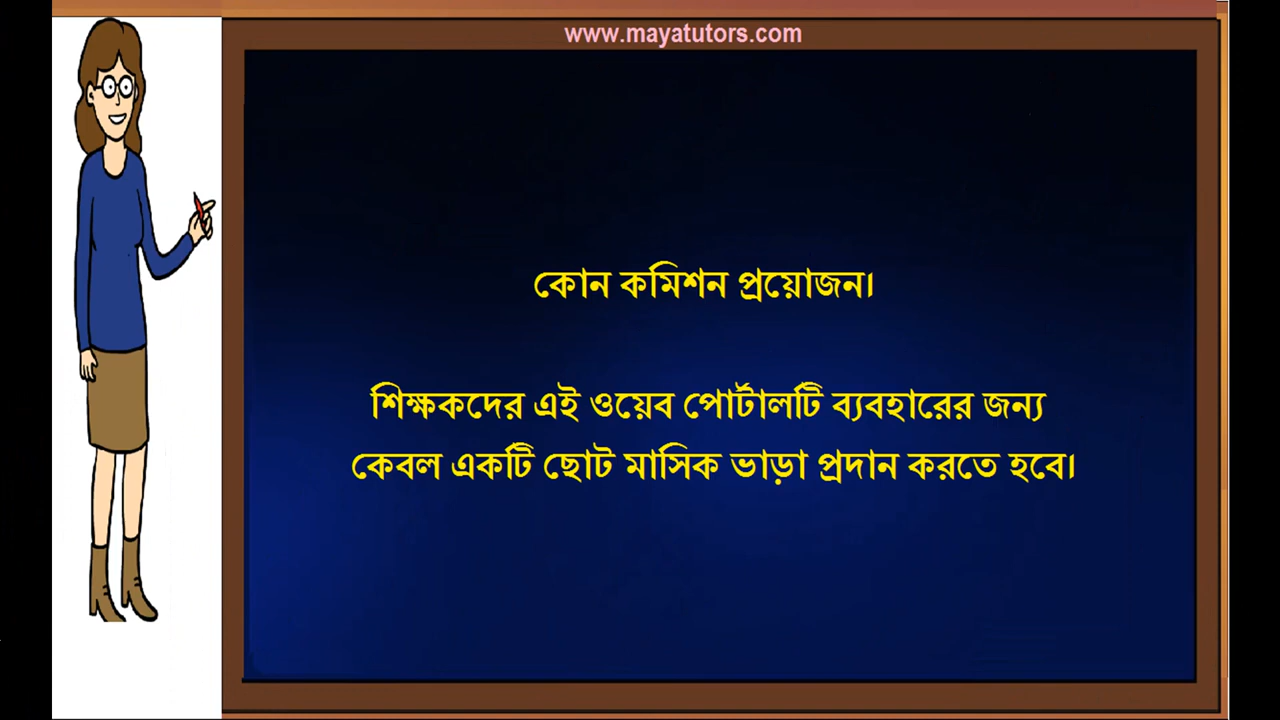 www.mayatutors.com
কোন কমিশন প্রয়োজন।
শিক্ষকদের এই ওয়েব পোর্টালটি ব্যবহারের জন্য
কেবল একটি ছোট মাসিক ভাড়া প্রদান করতে হবে।